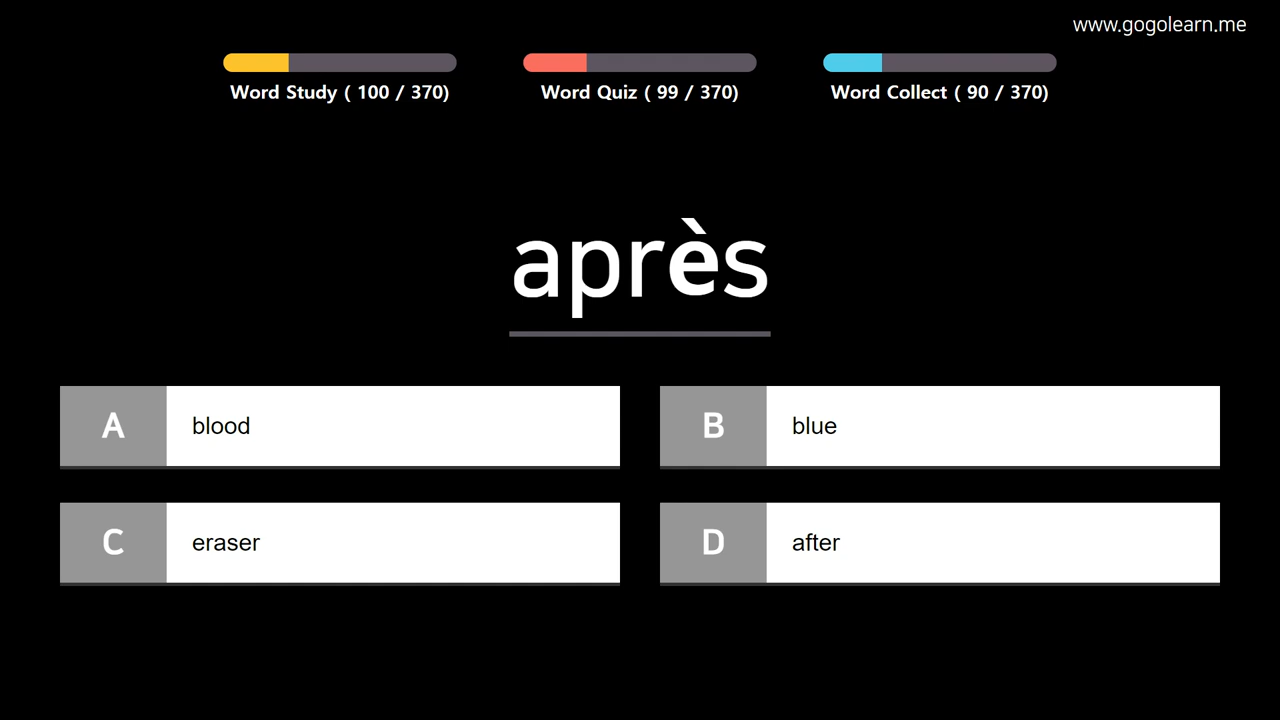 www.gogolearn.me
Word Study ( 100 / 370)
Word Quiz ( 99 / 370)
Word Collect ( 90 / 370)
après
A blood
B blue
C eraser
D after